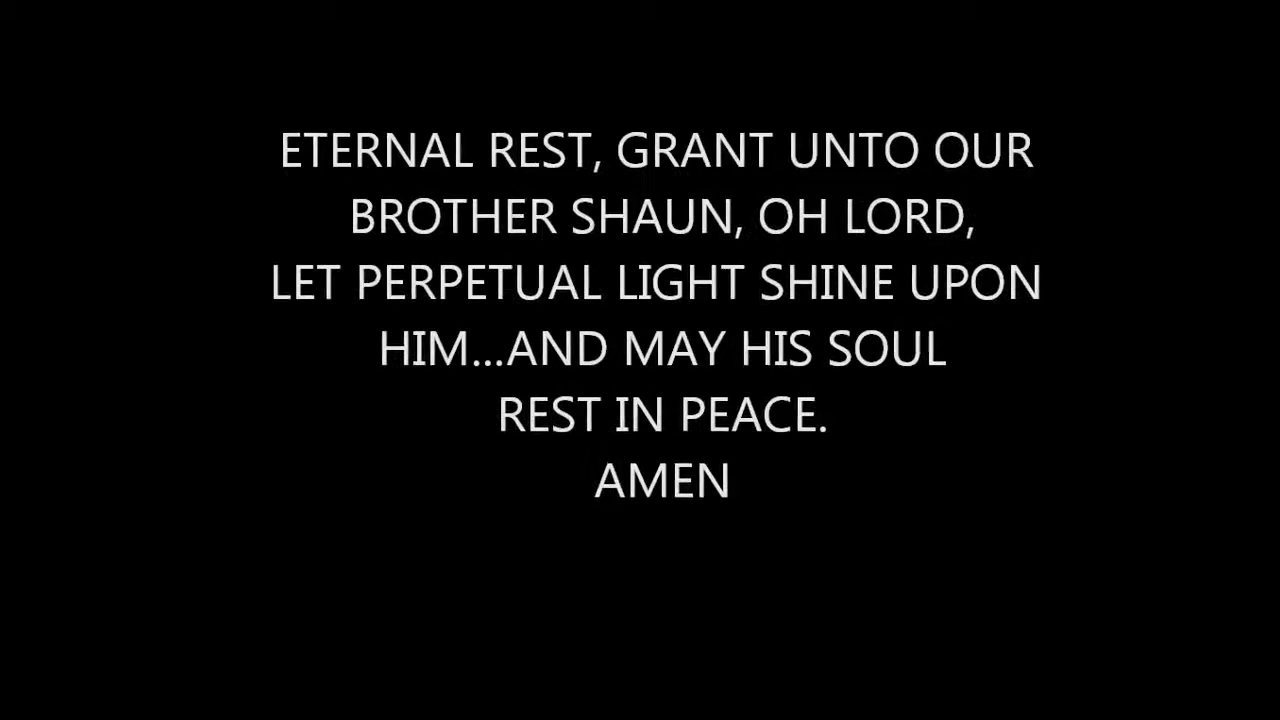 ETERNAL REST, GRANT UNTO OUR
BROTHER SHAUN, OH LORD,
LET PERPETUAL LIGHT SHINE UPON
HIM...AND MAY HIS SOUL
REST IN PEACE.
AMEN